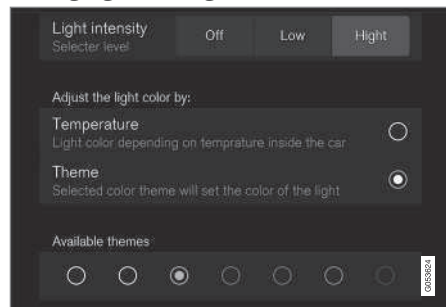 Light intensity
Selecter level
Off Low Hight
Adjust the light color by:
Temperature
Light color depending on temprature inside the car
Theme
Selected color theme will set the color of the light
Available themes
G053624